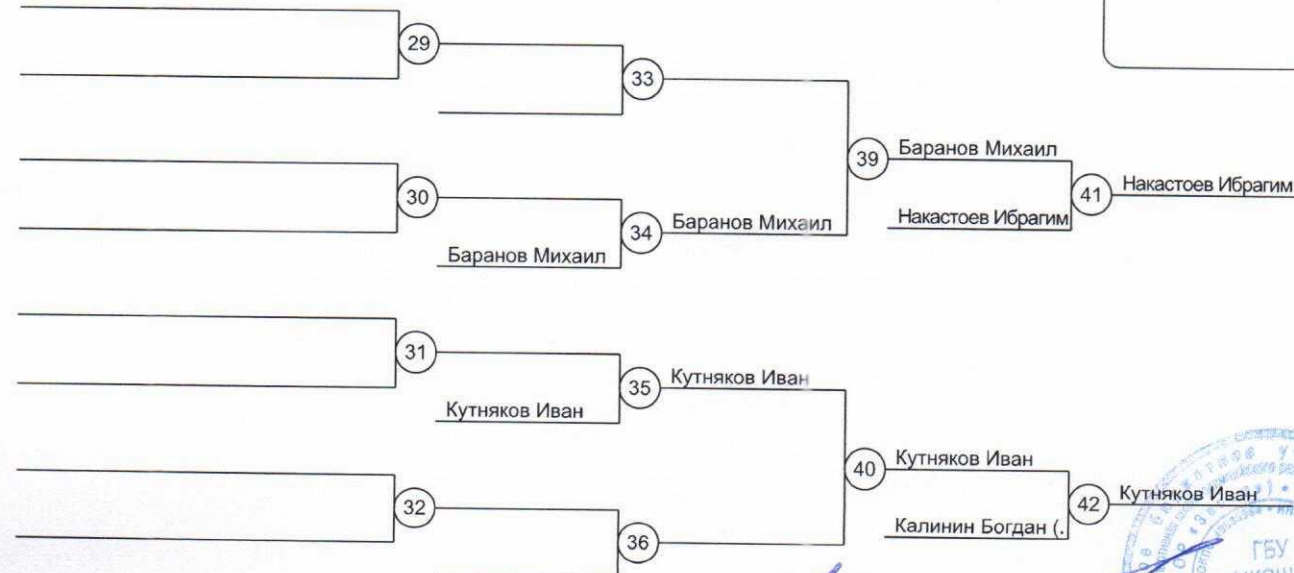 29
33
39
Баранов Михаил
41
Накастоев Ибрагим
30
34
Баранов Михаил
Накастоев Ибрагим
Баранов Михаил
31
35
Кутняков Иван
Кутняков Иван
40
Кутняков Иван
42
Кутняков Иван
32
Калинин Богдан (.
36
ГБУ